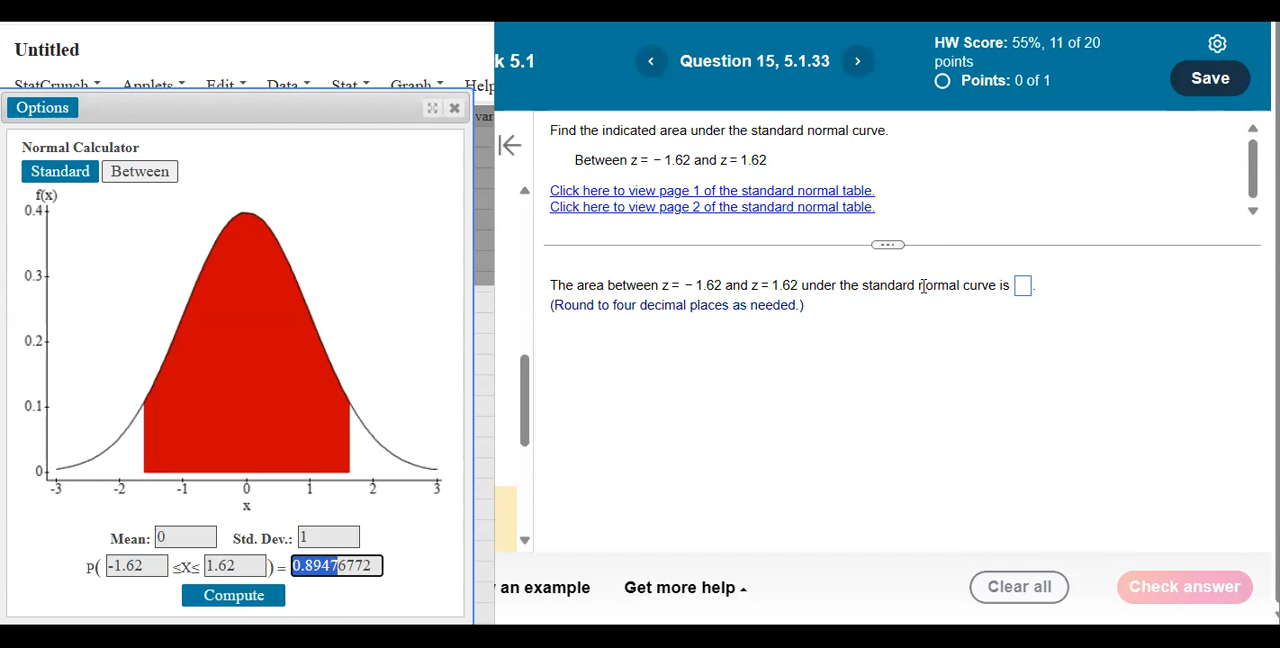 Untitled
StatCrunch Applets Edit Data Stat Graph Help
Options
var
Normal Calculator
Standard Between
f(x)
0.4
0.3
0.2
0.1
0
-3 -2 -1 0 1 2 3
x
Mean: 0 Std. Dev.: 1
P( -1.62 ≤X≤ 1.62 ) = 0.89476772
Compute
k 5.1
Question 15, 5.1.33
HW Score: 55%, 11 of 20
points
Points: 0 of 1
Save
Find the indicated area under the standard normal curve.
Between z = − 1.62 and z = 1.62
Click here to view page 1 of the standard normal table.
Click here to view page 2 of the standard normal table.
The area between z = − 1.62 and z = 1.62 under the standard normal curve is .
(Round to four decimal places as needed.)
an example Get more help Clear all Check answer